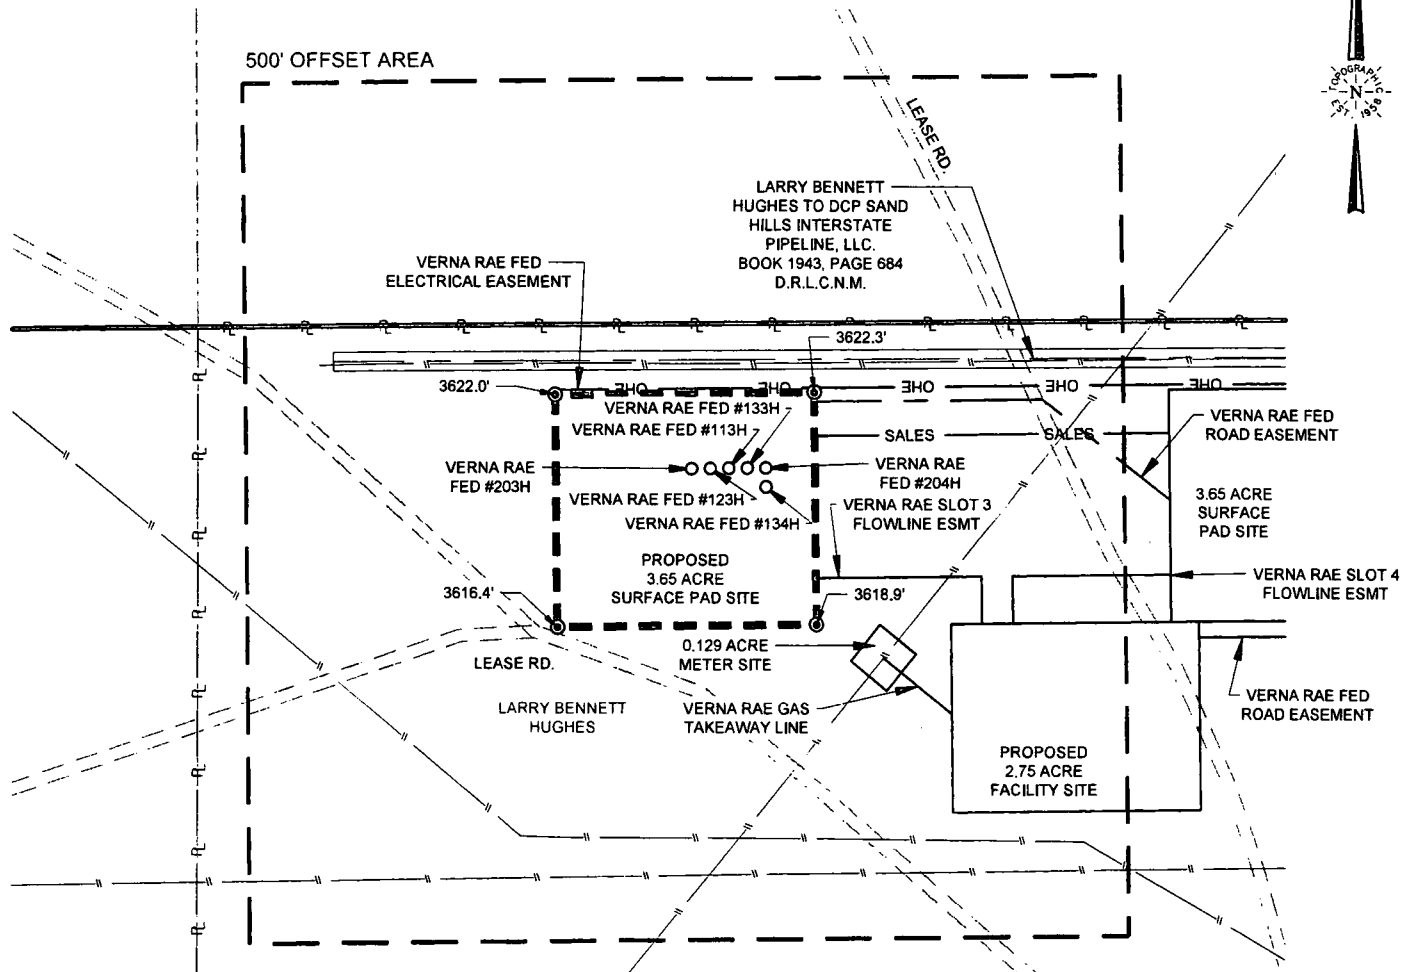 500' OFFSET AREA
TOPOGRAPHIC
N
EST. 1958
LEASE RD.
LARRY BENNETT
HUGHES TO DCP SAND
HILLS INTERSTATE
PIPELINE, LLC.
BOOK 1943, PAGE 684
D.R.L.C.N.M.
VERNA RAE FED
ELECTRICAL EASEMENT
3622.3'
3622.0'
OHE
OHE
OHE
OHE
OHE
VERNA RAE FED #133H
VERNA RAE FED #113H
SALES
SALES
VERNA RAE FED
ROAD EASEMENT
VERNA RAE
FED #203H
VERNA RAE
FED #204H
VERNA RAE FED #123H
VERNA RAE FED #134H
VERNA RAE SLOT 3
FLOWLINE ESMT
3.65 ACRE
SURFACE
PAD SITE
PROPOSED
3.65 ACRE
SURFACE PAD SITE
VERNA RAE SLOT 4
FLOWLINE ESMT
3616.4'
3618.9'
0.129 ACRE
METER SITE
LEASE RD.
LARRY BENNETT
HUGHES
VERNA RAE GAS
TAKEAWAY LINE
VERNA RAE FED
ROAD EASEMENT
PROPOSED
2.75 ACRE
FACILITY SITE